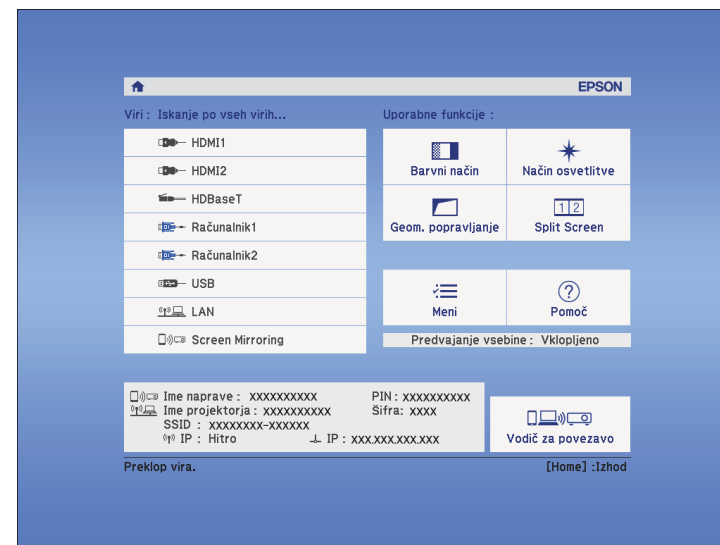 EPSON
Viri : Iskanje po vseh virih...
HDMI1
HDMI2
HDBaseT
Računalnik1
Računalnik2
USB
LAN
Screen Mirroring
Uporabne funkcije :
Barvni način
Način osvetlitve
Geom. popravljanje
1 2
Split Screen
Meni
Pomoč
Predvajanje vsebine : Vklopljeno
Ime naprave : xxxxxxxxxx PIN : xxxxxxxxxx
Ime projektorja : xxxxxxxxxx Šifra: xxxx
SSID : xxxxxxxx-xxxxxx
IP : Hitro IP : xxx.xxx.xxx.xxx
Vodič za povezavo
Preklop vira. [Home] :Izhod